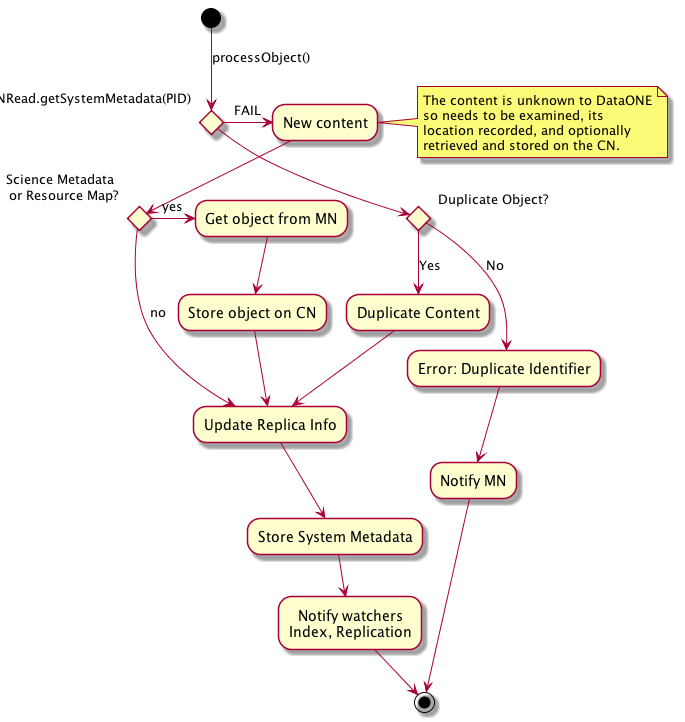 processObject()
NRead.getSystemMetadata(PID)
FAIL
New content
The content is unknown to DataONE
so needs to be examined, its
location recorded, and optionally
retrieved and stored on the CN.
Science Metadata
or Resource Map?
yes
Get object from MN
Duplicate Object?
Yes
No
no
Store object on CN
Duplicate Content
Error: Duplicate Identifier
Update Replica Info
Notify MN
Store System Metadata
Notify watchers
Index, Replication